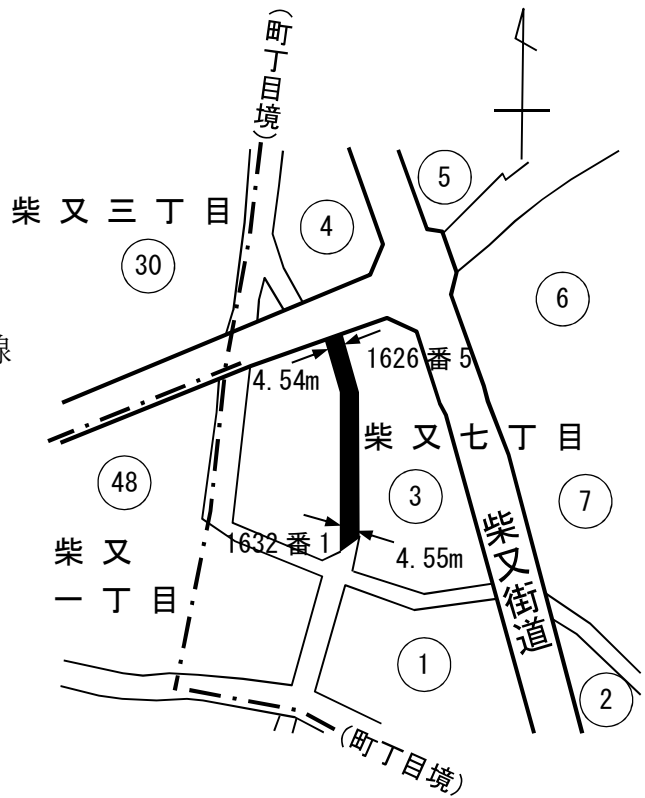 （町丁目境）
5
柴又三丁目
4
30
6
線
1626番5
4.54m
柴又七丁目
48
3
7
1632番1
4.55m
柴又
一丁目
柴又街道
1
2
（町丁目境）